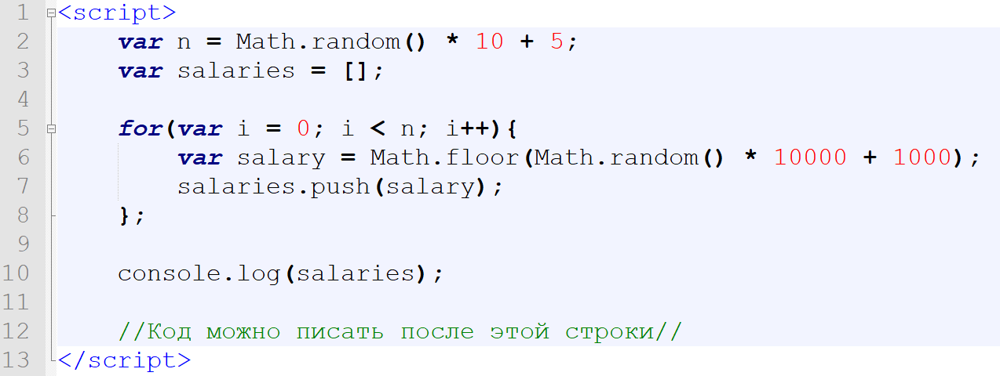 1 <script>
2 var n = Math.random() * 10 + 5;
3 var salaries = [];
4
5 for(var i = 0; i < n; i++){
6 var salary = Math.floor(Math.random() * 10000 + 1000);
7 salaries.push(salary);
8 };
9
10 console.log(salaries);
11
12 //Код можно писать после этой строки//
13 </script>